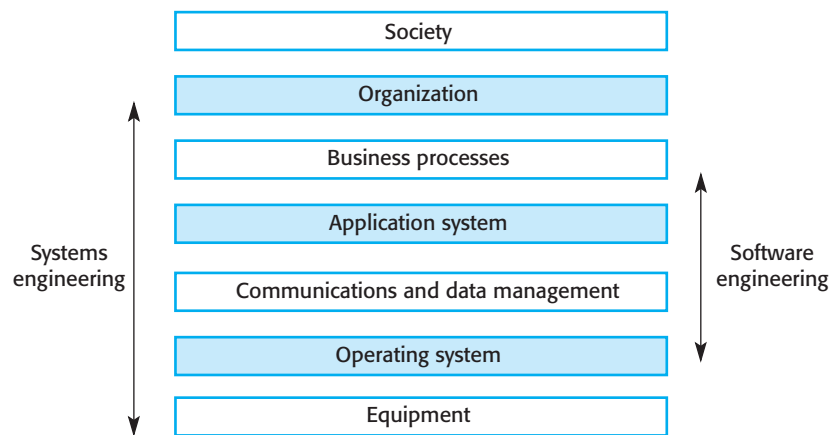 Society
Organization
Business processes
Application system
Systems
engineering
Software
engineering
Communications and data management
Operating system
Equipment